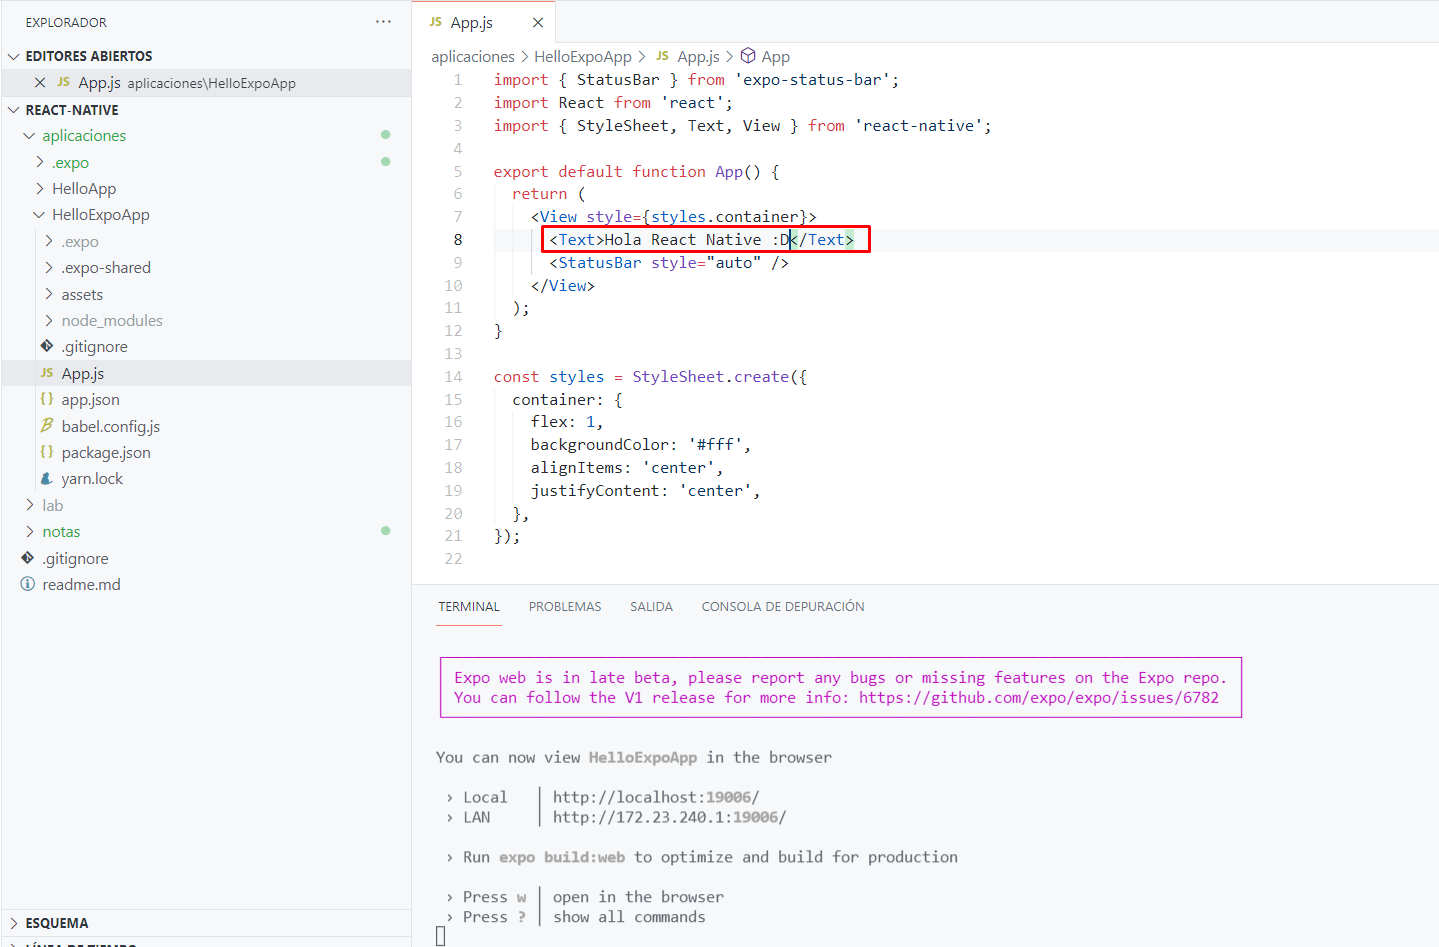 EXPLORADOR
EDITORES ABIERTOS
JS App.js aplicaciones\HelloExpoApp
REACT-NATIVE
aplicaciones
.expo
HelloApp
HelloExpoApp
.expo
.expo-shared
assets
node_modules
.gitignore
JS App.js
{} app.json
babel.config.js
{} package.json
yarn.lock
lab
notas
.gitignore
readme.md
ESQUEMA
LÍNEA DE TIEMPO
JS App.js
aplicaciones > HelloExpoApp > JS App.js > App
1 import { StatusBar } from 'expo-status-bar';
2 import React from 'react';
3 import { StyleSheet, Text, View } from 'react-native';
4
5 export default function App() {
6 return (
7 <View style={styles.container}>
8 <Text>Hola React Native :D</Text>
9 <StatusBar style="auto" />
10 </View>
11 );
12 }
13
14 const styles = StyleSheet.create({
15 container: {
16 flex: 1,
17 backgroundColor: '#fff',
18 alignItems: 'center',
19 justifyContent: 'center',
20 },
21 });
22
TERMINAL PROBLEMAS SALIDA CONSOLA DE DEPURACIÓN
Expo web is in late beta, please report any bugs or missing features on the Expo repo.
You can follow the V1 release for more info: https://github.com/expo/expo/issues/6782
You can now view HelloExpoApp in the browser
› Local | http://localhost:19006/
› LAN | http://172.23.240.1:19006/
› Run expo build:web to optimize and build for production
› Press w | open in the browser
› Press ? | show all commands